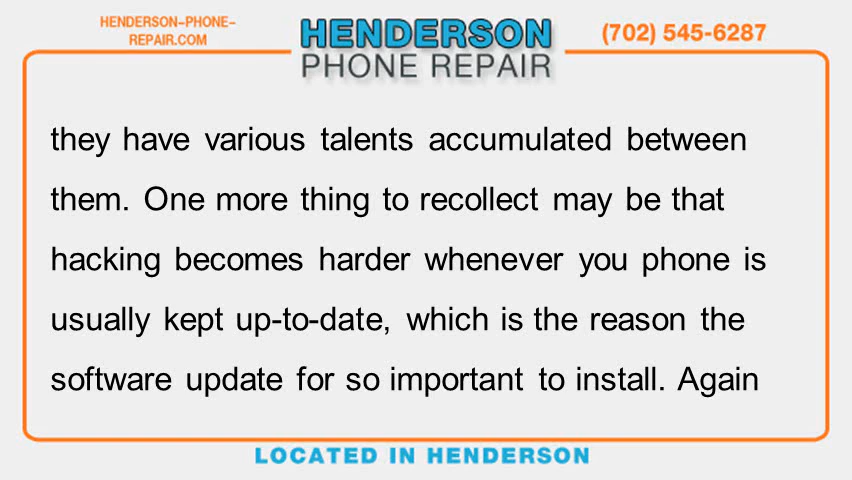 HENDERSON-PHONE-
REPAIR.COM
HENDERSON
PHONE REPAIR
(702) 545-6287
they have various talents accumulated between
them. One more thing to recollect may be that
hacking becomes harder whenever you phone is
usually kept up-to-date, which is the reason the
software update for so important to install. Again
LOCATED IN HENDERSON